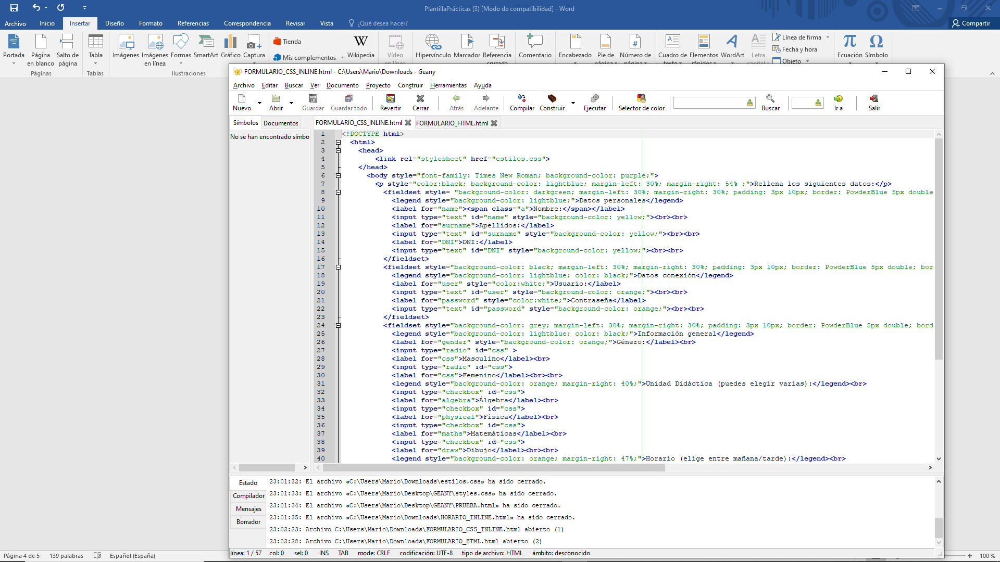 PlantillaPrácticas (3) [Modo de compatibilidad] - Word
Archivo Inicio Insertar Diseño Formato Referencias Correspondencia Revisar Vista ¿Qué desea hacer? Compartir
Portada Página en blanco Salto de página Tabla Imágenes Imágenes en línea Formas SmartArt Gráfico Captura Tienda Mis complementos Wikipedia Vídeo en línea Hipervínculo Marcador Referencia cruzada Comentario Encabezado Pie de página Número de página Cuadro de texto Elementos rápidos WordArt Letra capital Línea de firma Fecha y hora Objeto Ecuación Símbolo
Páginas Tablas Ilustraciones
FORMULARIO_CSS_INLINE.html - C:\Users\Mario\Downloads - Geany
Archivo Editar Buscar Ver Documento Proyecto Construir Herramientas Ayuda
Nuevo Abrir Guardar Guardar todo Revertir Cerrar Atrás Adelante Compilar Construir Ejecutar Selector de color Buscar Ir a Salir
Símbolos Documentos FORMULARIO_CSS_INLINE.html FORMULARIO_HTML.html
No se han encontrado símbo
1 <!DOCTYPE html>
2 <html>
3 <head>
4 <link rel="stylesheet" href="estilos.css">
5 </head>
6 <body style="font-family: Times New Roman; background-color: purple;">
7 <p style="color:black; background-color: lightblue; margin-left: 30%; margin-right: 54% ;">Rellena los siguientes datos:</p>
8 <fieldset style= "background-color: darkgreen; margin-left: 30%; margin-right: 30%; padding: 3px 10px; border: PowderBlue 5px double
9 <legend style="background-color: lightblue;">Datos personales</legend>
10 <label for="name"><span class="a">Nombre:</span></label>
11 <input type="text" id="name" style="background-color: yellow;"><br><br>
12 <label for="surname">Apellidos:</label>
13 <input type="text" id="surname" style="background-color: yellow;"><br><br>
14 <label for="DNI">DNI:</label>
15 <input type="text" id="DNI" style="background-color: yellow;"><br><br>
16 </fieldset>
17 <fieldset style="background-color: black; margin-left: 30%; margin-right: 30%; padding: 3px 10px; border: PowderBlue 5px double; bor
18 <legend style="background-color: lightblue; color: black;">Datos conexión</legend>
19 <label for="user" style="color:white;">Usuario:</label>
20 <input type="text" id="user" style="background-color: orange;"><br><br>
21 <label for="password" style="color:white;">Contraseña</label>
22 <input type="text" id="password" style="background-color: orange;"><br><br>
23 </fieldset>
24 <fieldset style="background-color: grey; margin-left: 30%; margin-right: 30%; padding: 3px 10px; border: PowderBlue 5px double; bord
25 <legend style="background-color: lightblue; color: black;">Información general</legend>
26 <label for="gender" style="background-color: orange;">Género:</label><br>
27 <input type="radio" id="css" >
28 <label for="css">Masculino</label><br>
29 <input type="radio" id="css">
30 <label for="css">Femenino</label><br><br>
31 <legend style="background-color: orange; margin-right: 40%;">Unidad Didáctica (puedes elegir varias):</legend><br>
32 <input type="checkbox" id="css">
33 <label for="algebra">Álgebra</label><br>
34 <input type="checkbox" id="css">
35 <label for="physical">Física</label><br>
36 <input type="checkbox" id="css">
37 <label for="maths">Matemáticas</label><br>
38 <input type="checkbox" id="css">
39 <label for="draw">Dibujo</label><br><br>
40 <legend style="background-color: orange; margin-right: 47%;">Horario (elige entre mañana/tarde):</legend><br>
Estado
Compilador
Mensajes
Borrador
23:01:32: El archivo «C:\Users\Mario\Downloads\estilos.css» ha sido cerrado.
23:01:33: El archivo «C:\Users\Mario\Desktop\GEANY\styles.css» ha sido cerrado.
23:01:34: El archivo «C:\Users\Mario\Desktop\GEANY\PRUEBA.html» ha sido cerrado.
23:01:35: El archivo «C:\Users\Mario\Downloads\HORARIO_INLINE.html» ha sido cerrado.
23:02:23: Archivo C:\Users\Mario\Downloads\FORMULARIO_CSS_INLINE.html abierto (1)
23:02:28: Archivo C:\Users\Mario\Downloads\FORMULARIO_HTML.html abierto (2)
línea: 1 / 57 col: 0 sel: 0 INS TAB mode: CRLF codificación: UTF-8 tipo de archivo: HTML ámbito: desconocido
Página 4 de 5 139 palabras Español (España) 100 %